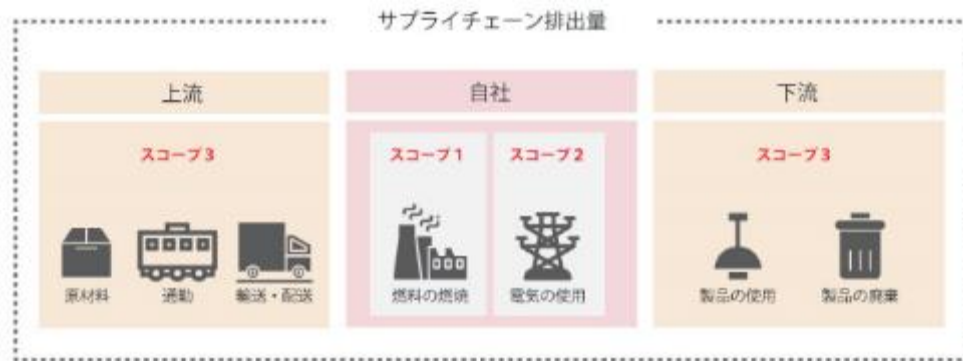 サプライチェーン排出量
上流
自社
下流
スコープ3
スコープ1
スコープ2
スコープ3
原材料
通勤
輸送・配送
燃料の燃焼
電気の使用
製品の使用
製品の廃棄